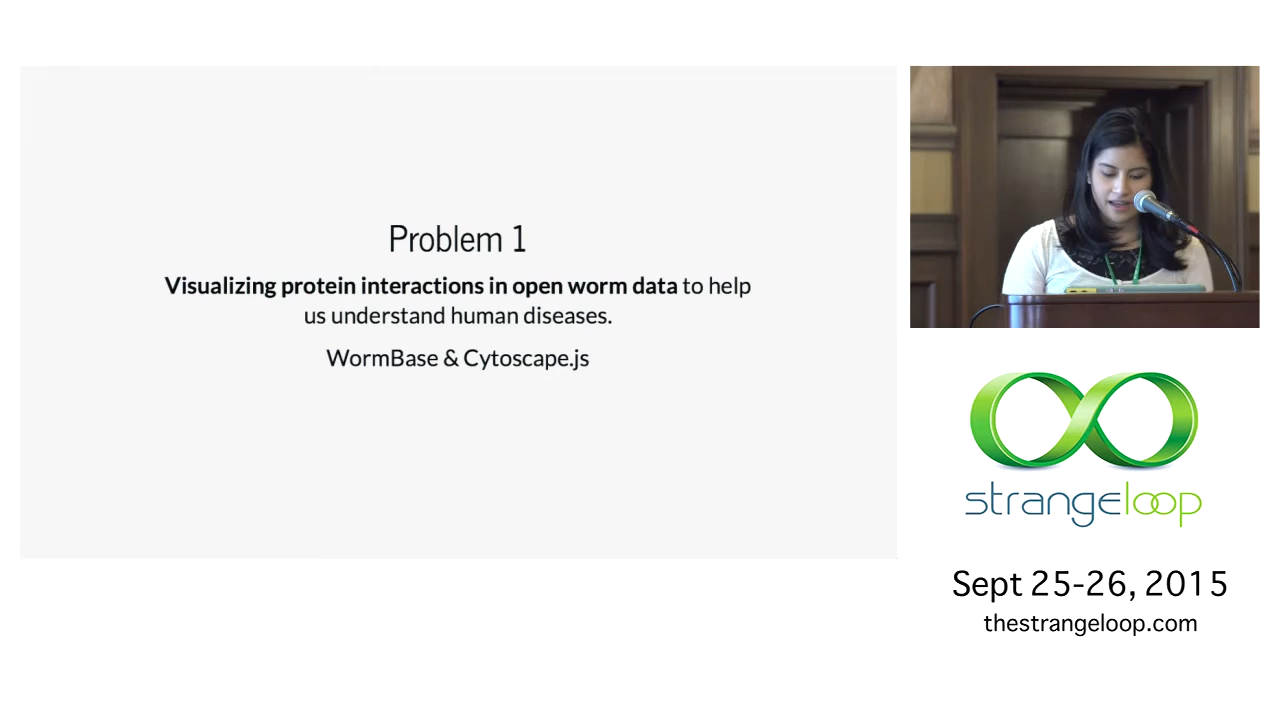 Problem 1
Visualizing protein interactions in open worm data to help
us understand human diseases.
WormBase & Cytoscape.js
strangeloop
Sept 25-26, 2015
thestrangeloop.com